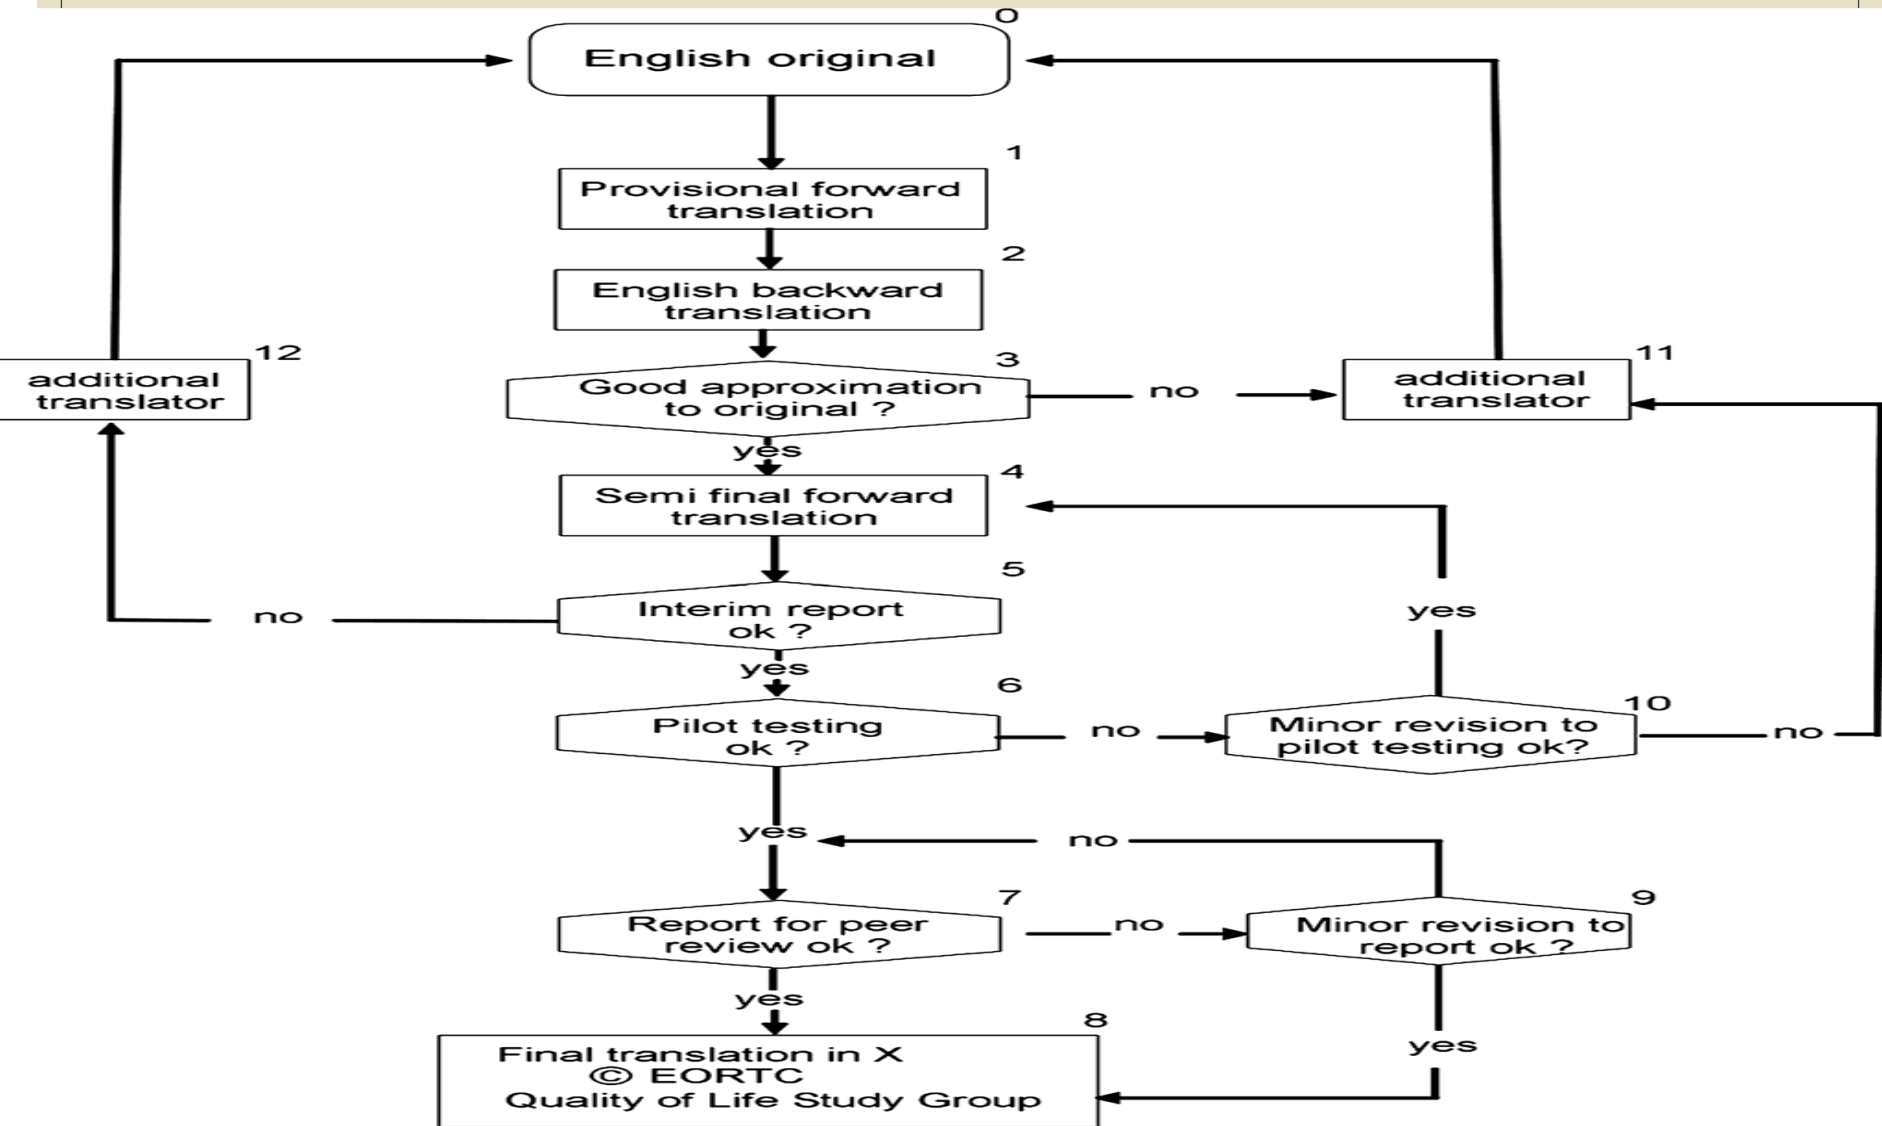 0
English original
1
Provisional forward
translation
2
English backward
translation
12
additional
translator
3
Good approximation
to original ?
no
11
additional
translator
yes
4
Semi final forward
translation
5
Interim report
ok ?
no
yes
yes
6
Pilot testing
ok ?
no
10
Minor revision to
pilot testing ok?
no
yes
no
7
Report for peer
review ok ?
no
9
Minor revision to
report ok ?
yes
8
Final translation in X
© EORTC
Quality of Life Study Group
yes